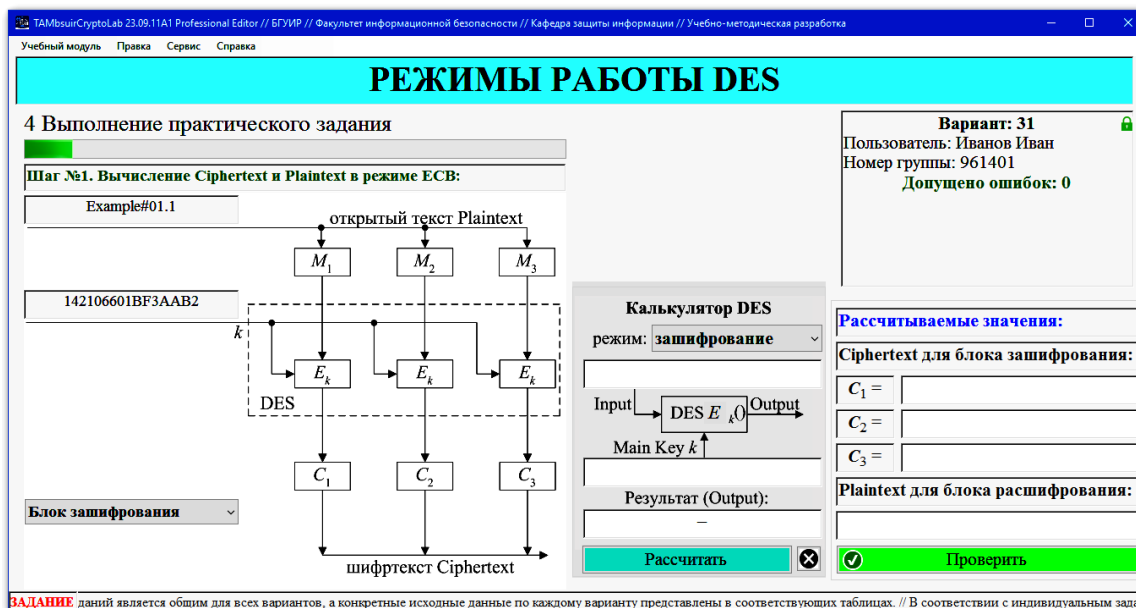 TAMbsuirCryptoLab 23.09.11A1 Professional Editor // БГУИР // Факультет информационной безопасности // Кафедра защиты информации // Учебно-методическая разработка
Учебный модуль Правка Сервис Справка
РЕЖИМЫ РАБОТЫ DES
4 Выполнение практического задания
Шаг №1. Вычисление Ciphertext и Plaintext в режиме ECB:
Example#01.1
открытый текст Plaintext
M1 M2 M3
142106601BF3AAB2
k
Ek Ek Ek
DES
C1 C2 C3
Блок зашифрования
шифртекст Ciphertext
Калькулятор DES
режим: зашифрование
Input DES E k() Output
Main Key k
Результат (Output):
–
Рассчитать
Вариант: 31
Пользователь: Иванов Иван
Номер группы: 961401
Допущено ошибок: 0
Рассчитываемые значения:
Ciphertext для блока зашифрования:
C1 =
C2 =
C3 =
Plaintext для блока расшифрования:
Проверить
ЗАДАНИЕ даний является общим для всех вариантов, а конкретные исходные данные по каждому варианту представлены в соответствующих таблицах. // В соответствии с индивидуальным зад